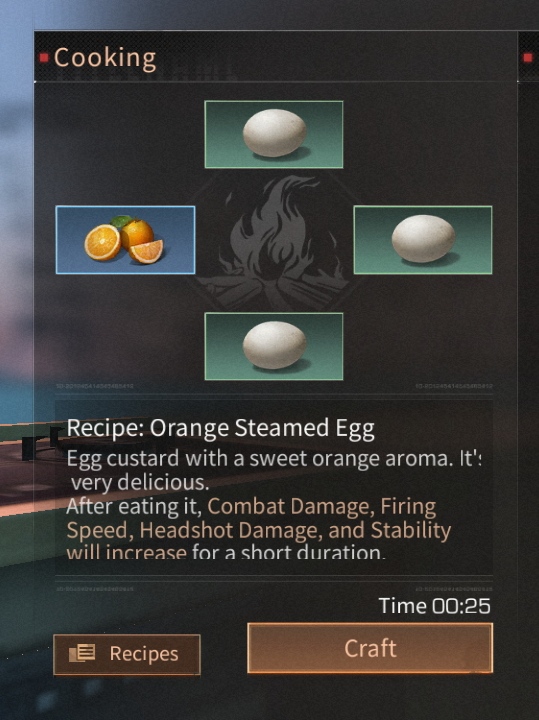 Cooking
Recipe: Orange Steamed Egg
Egg custard with a sweet orange aroma. It's
very delicious.
After eating it, Combat Damage, Firing
Speed, Headshot Damage, and Stability
will increase for a short duration.
Time 00:25
Recipes
Craft